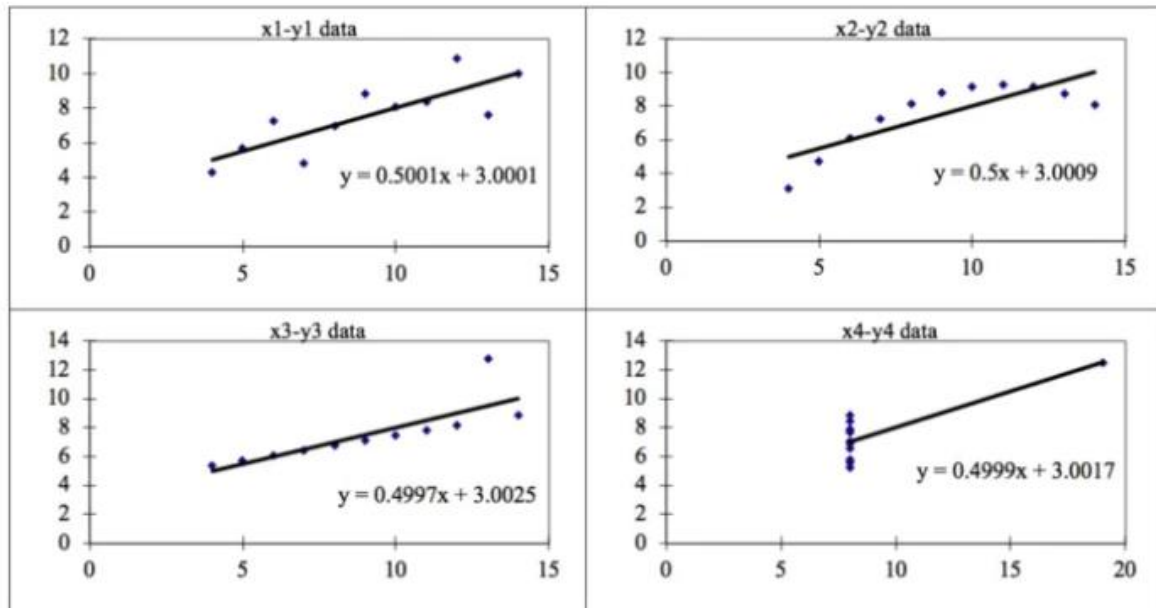 x1-y1 data
12
10
8
6
4
2
0
y = 0.5001x + 3.0001
0 5 10 15
x2-y2 data
12
10
8
6
4
2
0
y = 0.5x + 3.0009
0 5 10 15
x3-y3 data
14
12
10
8
6
4
2
0
y = 0.4997x + 3.0025
0 5 10 15
x4-y4 data
14
12
10
8
6
4
2
0
y = 0.4999x + 3.0017
0 5 10 15 20